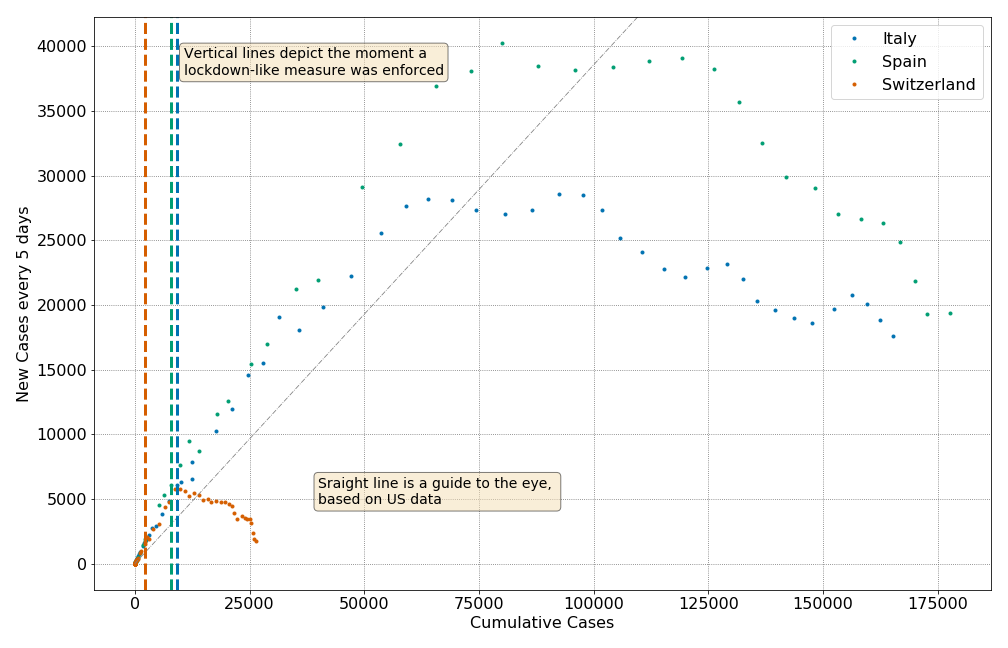 Vertical lines depict the moment a
lockdown-like measure was enforced
Italy
Spain
Switzerland
Sraight line is a guide to the eye,
based on US data
New Cases every 5 days
40000
35000
30000
25000
20000
15000
10000
5000
0
0 25000 50000 75000 100000 125000 150000 175000
Cumulative Cases